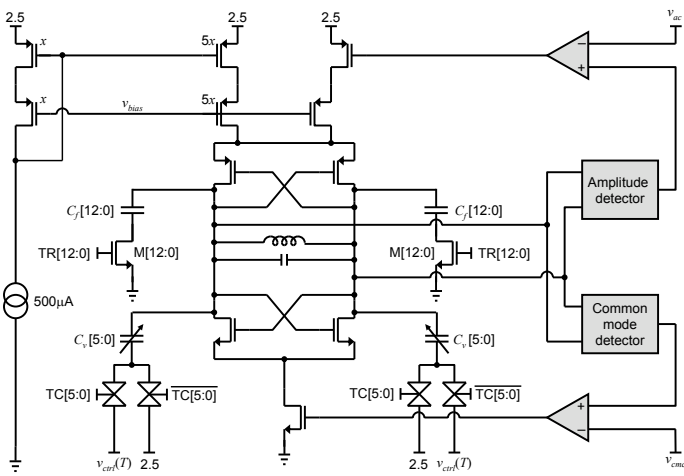 2.5
2.5
2.5
v_ac
x
5x
−
+
x
v_bias
5x
Amplitude
detector
C_f[12:0]
C_f[12:0]
TR[12:0]
M[12:0]
M[12:0]
TR[12:0]
500µA
Common
mode
detector
C_v[5:0]
C_v[5:0]
TC[5:0]
TC[5:0]
TC[5:0]
TC[5:0]
+
−
v_ctrl(T)
2.5
2.5
v_ctrl(T)
v_cmc